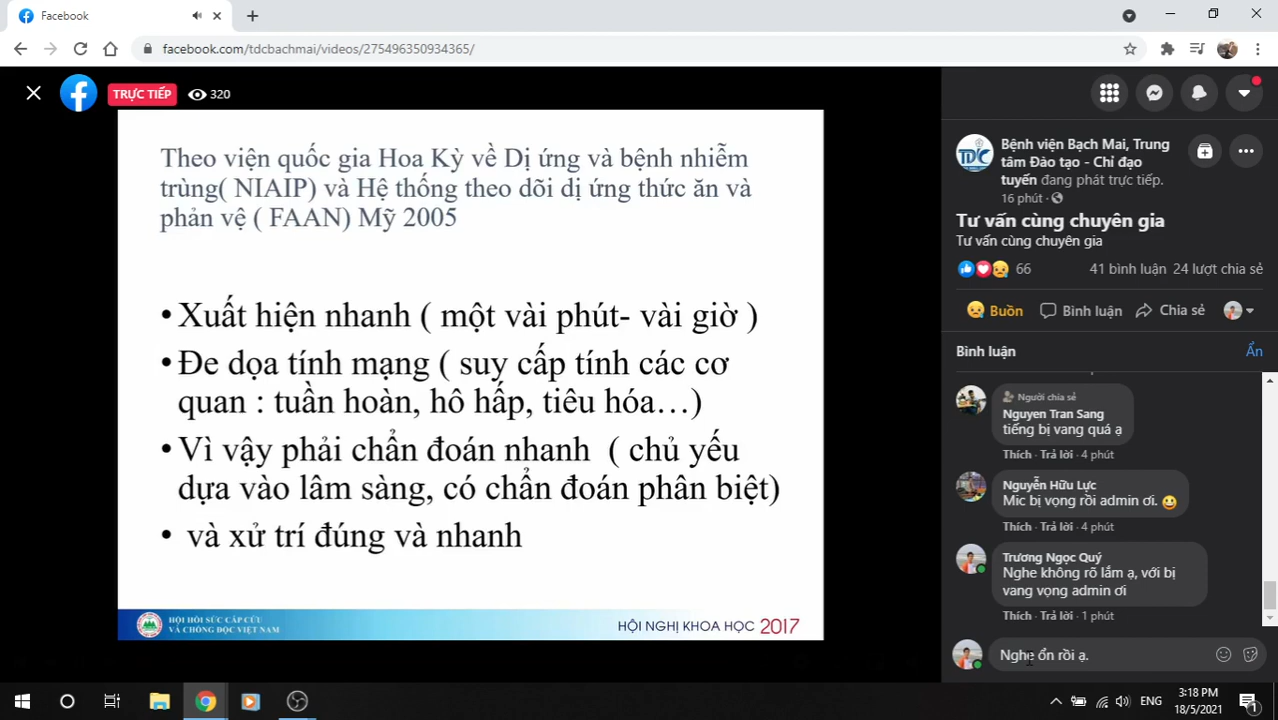 Facebook
facebook.com/tdcbachmai/videos/275496350934365/
TRỰC TIẾP 320
Theo viện quốc gia Hoa Kỳ về Dị ứng và bệnh nhiễm
trùng( NIAIP) và Hệ thống theo dõi dị ứng thức ăn và
phản vệ ( FAAN) Mỹ 2005
• Xuất hiện nhanh ( một vài phút- vài giờ )
• Đe dọa tính mạng ( suy cấp tính các cơ
quan : tuần hoàn, hô hấp, tiêu hóa…)
• Vì vậy phải chẩn đoán nhanh ( chủ yếu
dựa vào lâm sàng, có chẩn đoán phân biệt)
• và xử trí đúng và nhanh
HỘI HỒI SỨC CẤP CỨU
VÀ CHỐNG ĐỘC VIỆT NAM
HỘI NGHỊ KHOA HỌC 2017
Bệnh viện Bạch Mai, Trung
tâm Đào tạo - Chỉ đạo
tuyến đang phát trực tiếp.
16 phút ·
Tư vấn cùng chuyên gia
Tư vấn cùng chuyên gia
66 41 bình luận 24 lượt chia sẻ
Buồn Bình luận Chia sẻ
Bình luận Ẩn
Người chia sẻ
Nguyen Tran Sang
tiếng bị vang quá ạ
Thích · Trả lời · 4 phút
Nguyễn Hữu Lực
Mic bị vọng rồi admin ơi. 😀
Thích · Trả lời · 4 phút
Trương Ngọc Quý
Nghe không rõ lắm ạ, với bị
vang vọng admin ơi
Thích · Trả lời · 1 phút
Nghe ổn rồi ạ.
ENG
3:18 PM
18/5/2021
1